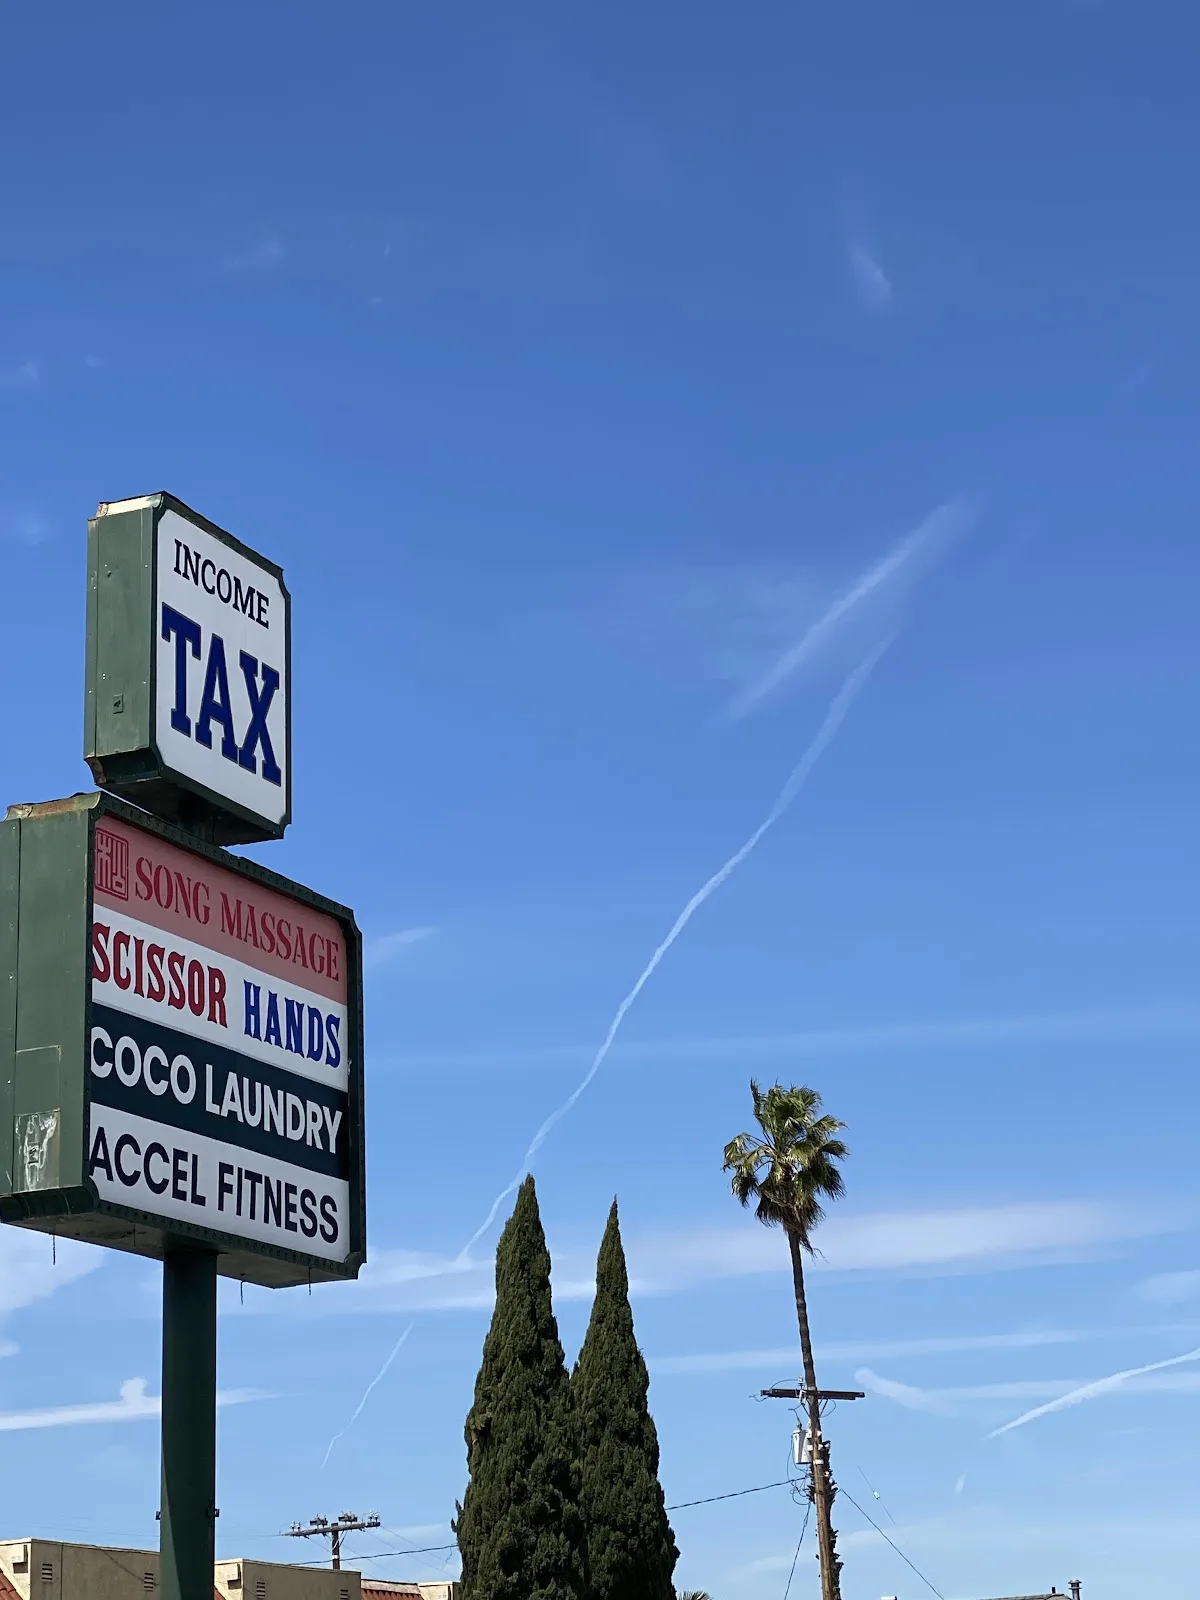 INCOME
TAX
SONG MASSAGE
SCISSOR HANDS
COCO LAUNDRY
ACCEL FITNESS